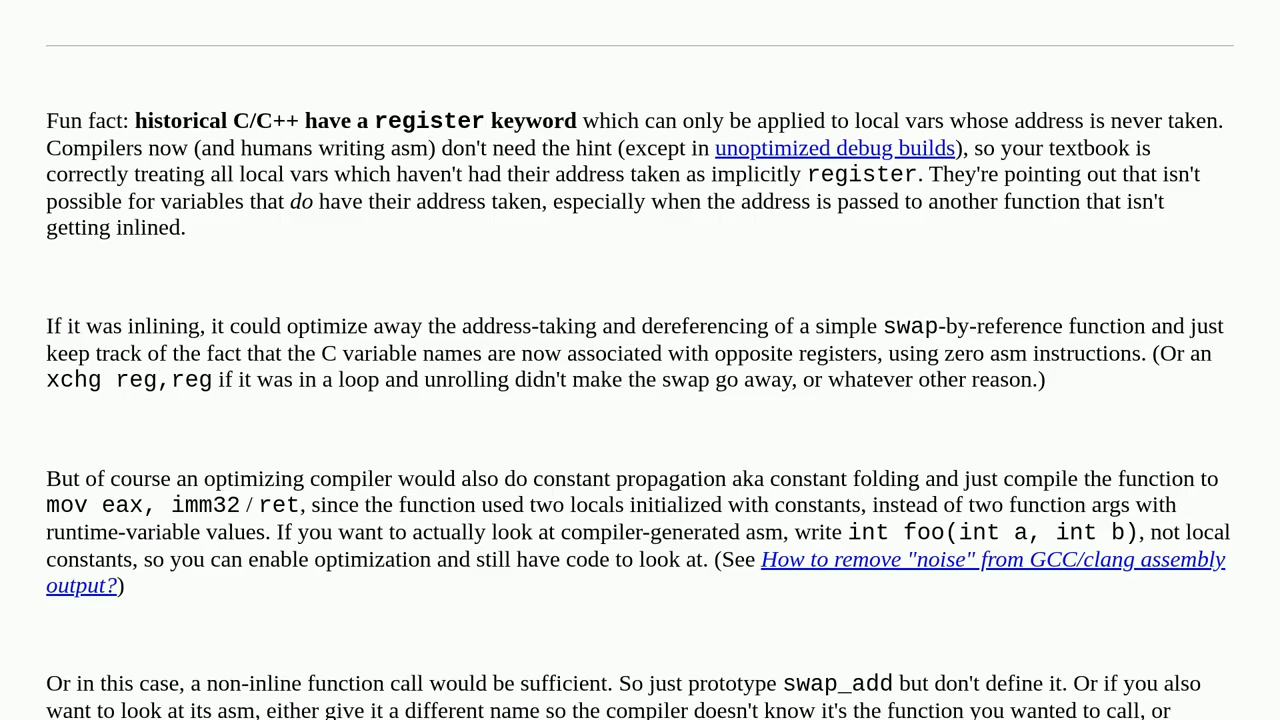 Fun fact: historical C/C++ have a register keyword which can only be applied to local vars whose address is never taken.
Compilers now (and humans writing asm) don't need the hint (except in unoptimized debug builds), so your textbook is
correctly treating all local vars which haven't had their address taken as implicitly register. They're pointing out that isn't
possible for variables that do have their address taken, especially when the address is passed to another function that isn't
getting inlined.
If it was inlining, it could optimize away the address-taking and dereferencing of a simple swap-by-reference function and just
keep track of the fact that the C variable names are now associated with opposite registers, using zero asm instructions. (Or an
xchg reg,reg if it was in a loop and unrolling didn't make the swap go away, or whatever other reason.)
But of course an optimizing compiler would also do constant propagation aka constant folding and just compile the function to
mov eax, imm32 / ret, since the function used two locals initialized with constants, instead of two function args with
runtime-variable values. If you want to actually look at compiler-generated asm, write int foo(int a, int b), not local
constants, so you can enable optimization and still have code to look at. (See How to remove "noise" from GCC/clang assembly
output?)
Or in this case, a non-inline function call would be sufficient. So just prototype swap_add but don't define it. Or if you also
want to look at its asm, either give it a different name so the compiler doesn't know it's the function you wanted to call, or